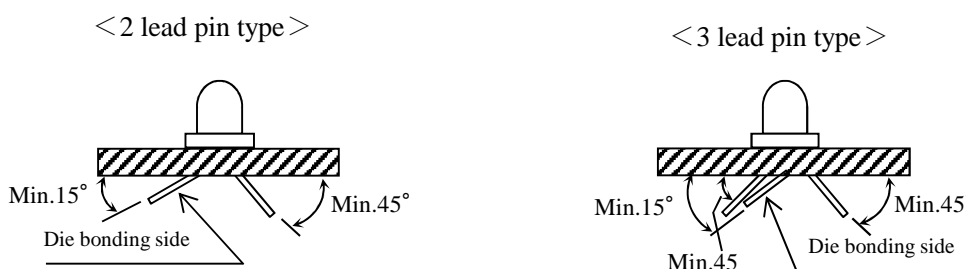 ＜2 lead pin type＞
Min.15°
Min.45°
Die bonding side
＜3 lead pin type＞
Min.15°
Min.45
Min.45
Die bonding side